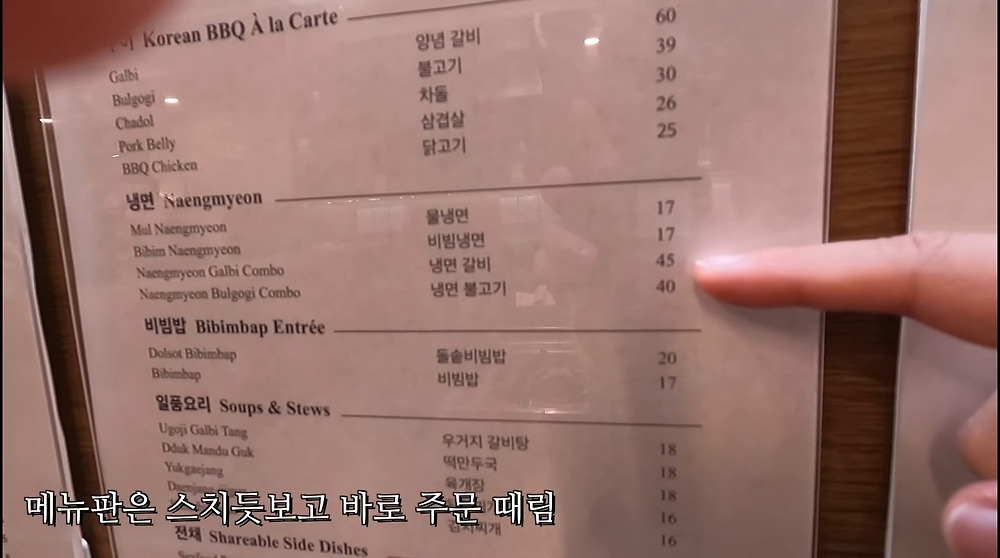 Korean BBQ À la Carte
Galbi 양념 갈비 60
Bulgogi 불고기 39
Chadol 차돌 30
Pork Belly 삼겹살 26
BBQ Chicken 닭고기 25
냉면 Naengmyeon
Mul Naengmyeon 물냉면 17
Bibim Naengmyeon 비빔냉면 17
Naengmyeon Galbi Combo 냉면 갈비 45
Naengmyeon Bulgogi Combo 냉면 불고기 40
비빔밥 Bibimbap Entrée
Dolsot Bibimbap 돌솥비빔밥 20
Bibimbap 비빔밥 17
일품요리 Soups & Stews
Ugoji Galbi Tang 우거지 갈비탕 18
Dduk Mandu Guk 떡만두국 18
Yukgaejang 육개장 18
16
16
메뉴판은 스치듯보고 바로 주문 때림
전채 Shareable Side Dishes